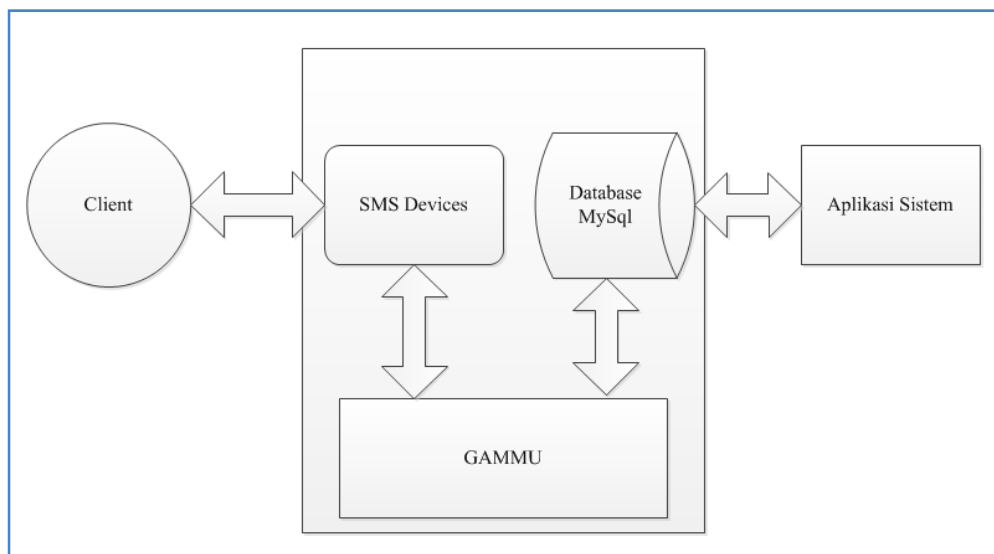 Client
SMS Devices
Database
MySql
Aplikasi Sistem
GAMMU